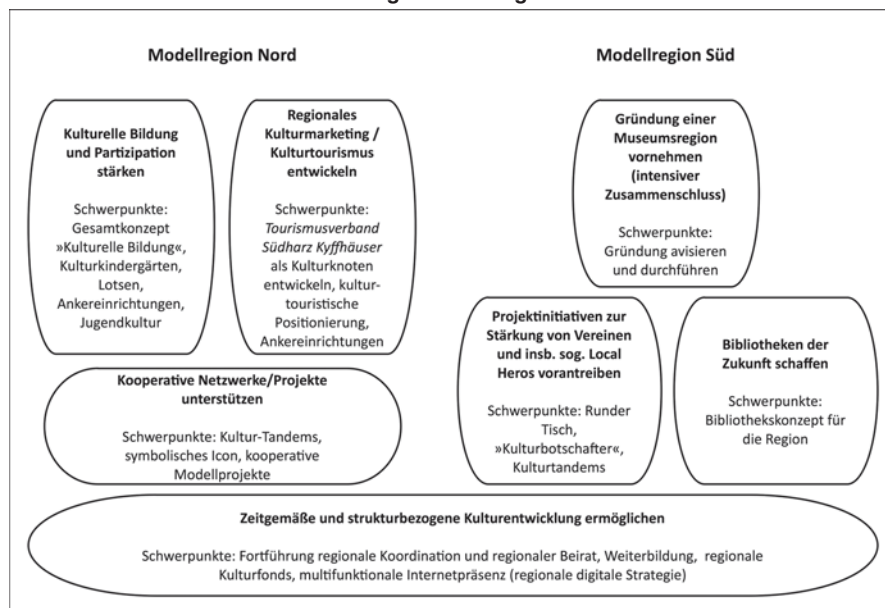 Modellregion Nord
Kulturelle Bildung
und Partizipation
stärken
Schwerpunkte:
Gesamtkonzept
»Kulturelle Bildung«,
Kulturkindergärten,
Lotsen,
Ankereinrichtungen,
Jugendkultur
Regionales
Kulturmarketing /
Kulturtourismus
entwickeln
Schwerpunkte:
Tourismusverband
Südharz Kyffhäuser
als Kulturknoten
entwickeln, kultur-
touristische
Positionierung,
Ankereinrichtungen
Kooperative Netzwerke/Projekte
unterstützen
Schwerpunkte: Kultur-Tandems,
symbolisches Icon, kooperative
Modellprojekte
Modellregion Süd
Gründung einer
Museumsregion
vornehmen
(intensiver
Zusammenschluss)
Schwerpunkte:
Gründung avisieren
und durchführen
Projektinitiativen zur
Stärkung von Vereinen
und insb. sog. Local
Heros vorantreiben
Schwerpunkte: Runder
Tisch,
»Kulturbotschafter«,
Kulturtandems
Bibliotheken der
Zukunft schaffen
Schwerpunkte:
Bibliothekskonzept für
die Region
Zeitgemäße und strukturbezogene Kulturentwicklung ermöglichen
Schwerpunkte: Fortführung regionale Koordination und regionaler Beirat, Weiterbildung, regionale
Kulturfonds, multifunktionale Internetpräsenz (regionale digitale Strategie)